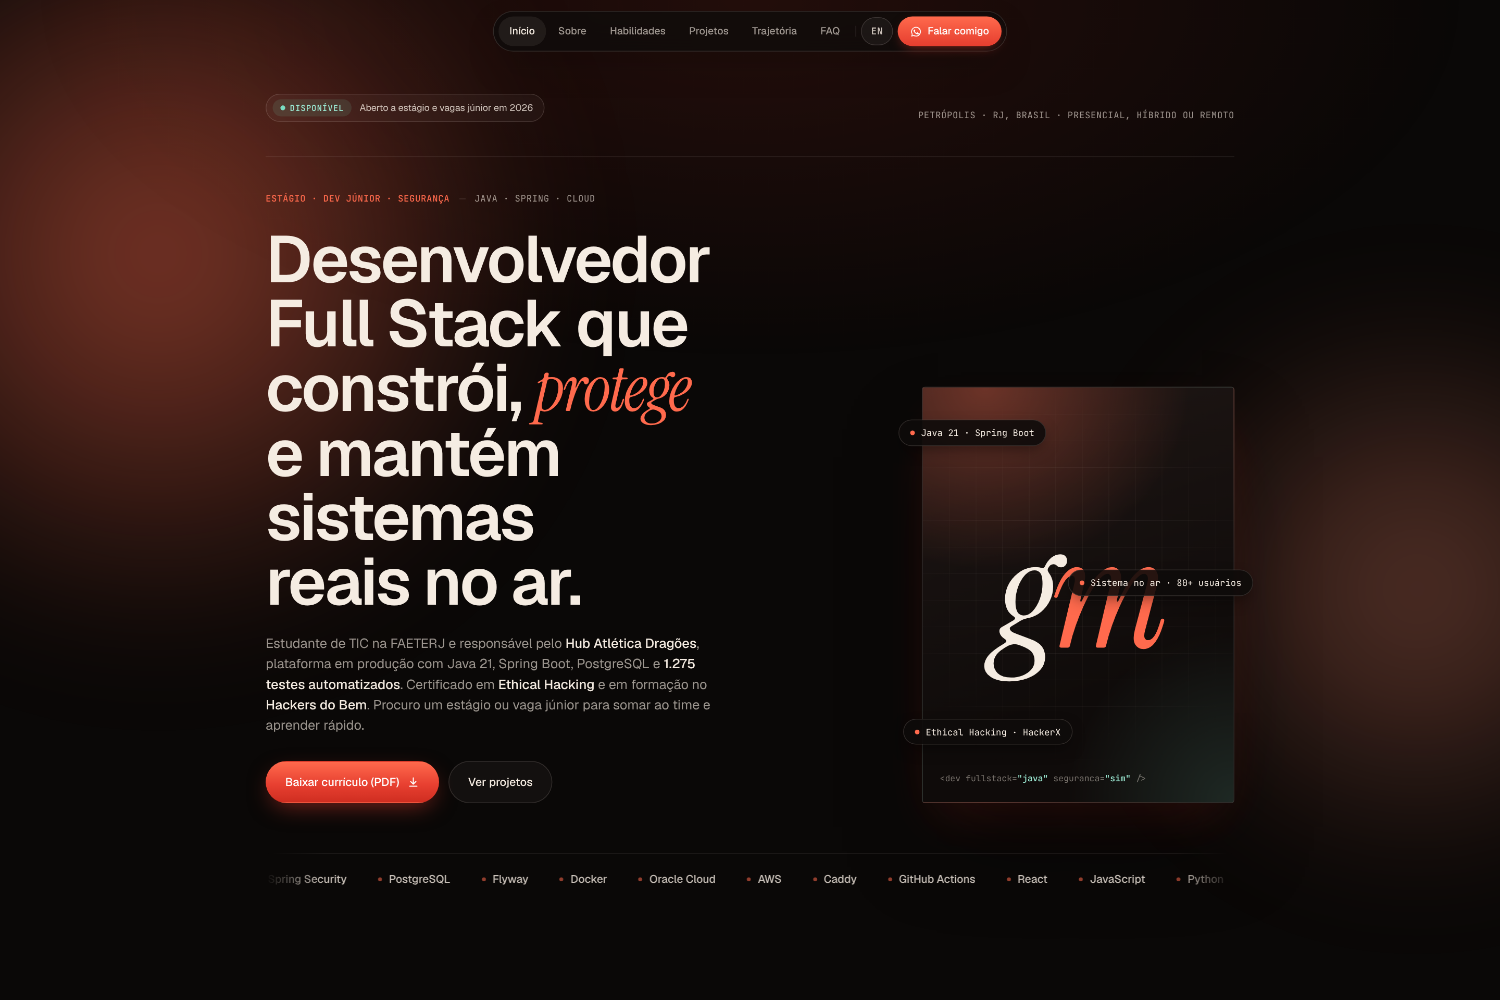 Início Sobre Habilidades Projetos Trajetória FAQ EN Falar comigo
DISPONÍVEL Aberto a estágio e vagas júnior em 2026
PETRÓPOLIS · RJ, BRASIL · PRESENCIAL, HÍBRIDO OU REMOTO
ESTÁGIO · DEV JÚNIOR · SEGURANÇA — JAVA · SPRING · CLOUD
Desenvolvedor
Full Stack que
constrói, protege
e mantém
sistemas
reais no ar.
Estudante de TIC na FAETERJ e responsável pelo Hub Atlética Dragões,
plataforma em produção com Java 21, Spring Boot, PostgreSQL e 1.275
testes automatizados. Certificado em Ethical Hacking e em formação no
Hackers do Bem. Procuro um estágio ou vaga júnior para somar ao time e
aprender rápido.
Baixar currículo (PDF) Ver projetos
Java 21 · Spring Boot
gm
Sistema no ar · 80+ usuários
Ethical Hacking · HackerX
<dev fullstack="java" seguranca="sim" />
Spring Security • PostgreSQL • Flyway • Docker • Oracle Cloud • AWS • Caddy • GitHub Actions • React • JavaScript • Python